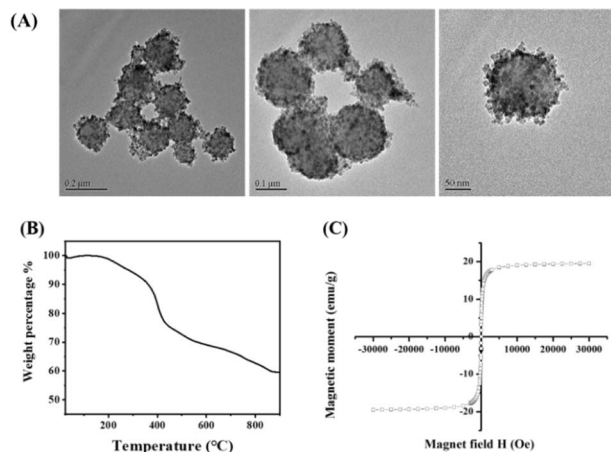 (A)
0.2 µm
0.1 µm
50 nm
(B)
Weight percentage %
100
90
80
70
60
50
200
400
600
800
Temperature (°C)
(C)
Magnetic moment (emu/g)
20
10
0
-10
-20
-30000
-20000
-10000
0
10000
20000
30000
Magnet field H (Oe)